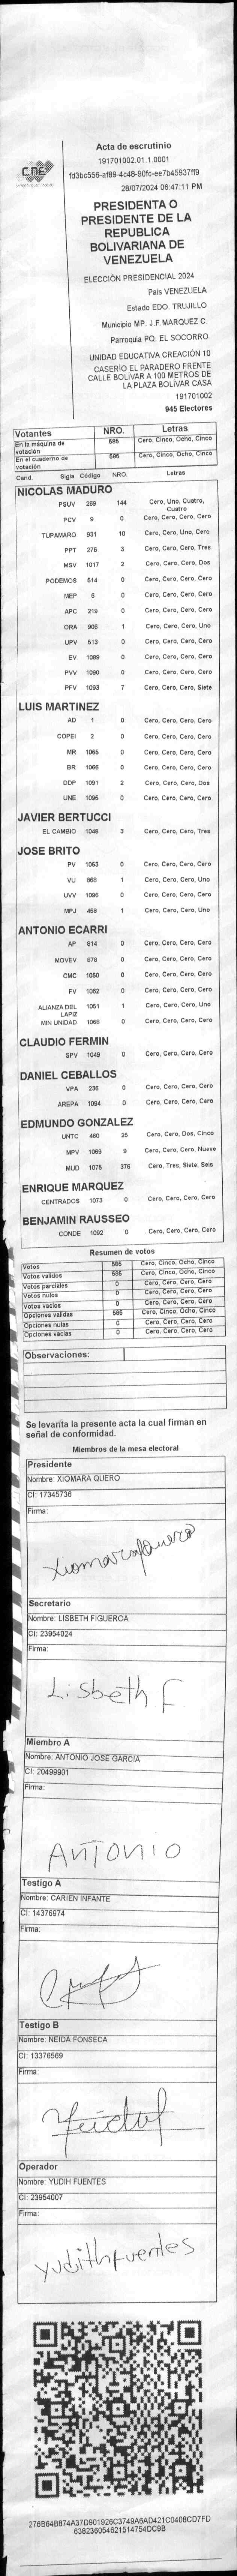 CNE
Acta de escrutinio
191701002.01.1.0001
fd3bc556-af89-4c48-90fc-ee7b45937ff9
28/07/2024 06:47:11 PM
PRESIDENTA O
PRESIDENTE DE LA
REPUBLICA
BOLIVARIANA DE
VENEZUELA
ELECCIÓN PRESIDENCIAL 2024
País VENEZUELA
Estado EDO. TRUJILLO
Municipio MP. J.F.MARQUEZ C.
Parroquia PQ. EL SOCORRO
UNIDAD EDUCATIVA CREACIÓN 10
CASERÍO EL PARADERO FRENTE
CALLE BOLÍVAR A 100 METROS DE
LA PLAZA BOLÍVAR CASA
191701002
945 Electores
Votantes NRO. Letras
En la máquina de votación 585 Cero, Cinco, Ocho, Cinco
En el cuaderno de votación 585 Cero, Cinco, Ocho, Cinco
Cand. Sigla Código NRO. Letras
NICOLAS MADURO
PSUV 269 144 Cero, Uno, Cuatro, Cuatro
PCV 9 0 Cero, Cero, Cero, Cero
TUPAMARO 931 10 Cero, Cero, Uno, Cero
PPT 276 3 Cero, Cero, Cero, Tres
MSV 1017 2 Cero, Cero, Cero, Dos
PODEMOS 514 0 Cero, Cero, Cero, Cero
MEP 6 0 Cero, Cero, Cero, Cero
APC 219 0 Cero, Cero, Cero, Cero
ORA 906 1 Cero, Cero, Cero, Uno
UPV 513 0 Cero, Cero, Cero, Cero
EV 1099 0 Cero, Cero, Cero, Cero
PVV 1090 0 Cero, Cero, Cero, Cero
PFV 1093 7 Cero, Cero, Cero, Siete
LUIS MARTINEZ
AD 1 0 Cero, Cero, Cero, Cero
COPEI 2 0 Cero, Cero, Cero, Cero
MR 1065 0 Cero, Cero, Cero, Cero
BR 1066 0 Cero, Cero, Cero, Cero
DDP 1091 2 Cero, Cero, Cero, Dos
UNE 1095 0 Cero, Cero, Cero, Cero
JAVIER BERTUCCI
EL CAMBIO 1048 3 Cero, Cero, Cero, Tres
JOSE BRITO
PV 1053 0 Cero, Cero, Cero, Cero
VU 868 1 Cero, Cero, Cero, Uno
UVV 1096 0 Cero, Cero, Cero, Cero
MPJ 458 1 Cero, Cero, Cero, Uno
ANTONIO ECARRI
AP 814 0 Cero, Cero, Cero, Cero
MOVEV 878 0 Cero, Cero, Cero, Cero
CMC 1050 0 Cero, Cero, Cero, Cero
FV 1062 0 Cero, Cero, Cero, Cero
ALIANZA DEL LAPIZ 1051 1 Cero, Cero, Cero, Uno
MIN UNIDAD 1068 0 Cero, Cero, Cero, Cero
CLAUDIO FERMIN
SPV 1049 0 Cero, Cero, Cero, Cero
DANIEL CEBALLOS
VPA 236 0 Cero, Cero, Cero, Cero
AREPA 1094 0 Cero, Cero, Cero, Cero
EDMUNDO GONZALEZ
UNTC 460 25 Cero, Cero, Dos, Cinco
MPV 1069 9 Cero, Cero, Cero, Nueve
MUD 1075 376 Cero, Tres, Siete, Seis
ENRIQUE MARQUEZ
CENTRADOS 1073 0 Cero, Cero, Cero, Cero
BENJAMIN RAUSSEO
CONDE 1092 0 Cero, Cero, Cero, Cero
Resumen de votos
Votos 585 Cero, Cinco, Ocho, Cinco
Votos validos 585 Cero, Cinco, Ocho, Cinco
Votos parciales 0 Cero, Cero, Cero, Cero
Votos nulos 0 Cero, Cero, Cero, Cero
Votos vacios 0 Cero, Cero, Cero, Cero
Opciones validas 585 Cero, Cinco, Ocho, Cinco
Opciones nulas 0 Cero, Cero, Cero, Cero
Opciones vacias 0 Cero, Cero, Cero, Cero
Observaciones:
Se levanta la presente acta la cual firman en
señal de conformidad.
Miembros de la mesa electoral
Presidente
Nombre: XIOMARA QUERO
CI: 17345736
Firma:
Xiomara Quero
Secretario
Nombre: LISBETH FIGUEROA
CI: 23954024
Firma:
Lisbeth F
Miembro A
Nombre: ANTONIO JOSE GARCIA
CI: 20499901
Firma:
ANTONIO
Testigo A
Nombre: CARIEN INFANTE
CI: 14376974
Firma:
Testigo B
Nombre: NEIDA FONSECA
CI: 13376569
Firma:
Operador
Nombre: YUDIH FUENTES
CI: 23954007
Firma:
yudith fuentes
276B64B874A37D901926C3749A6AD421C0408CD7FD
638236054621514754DC9B